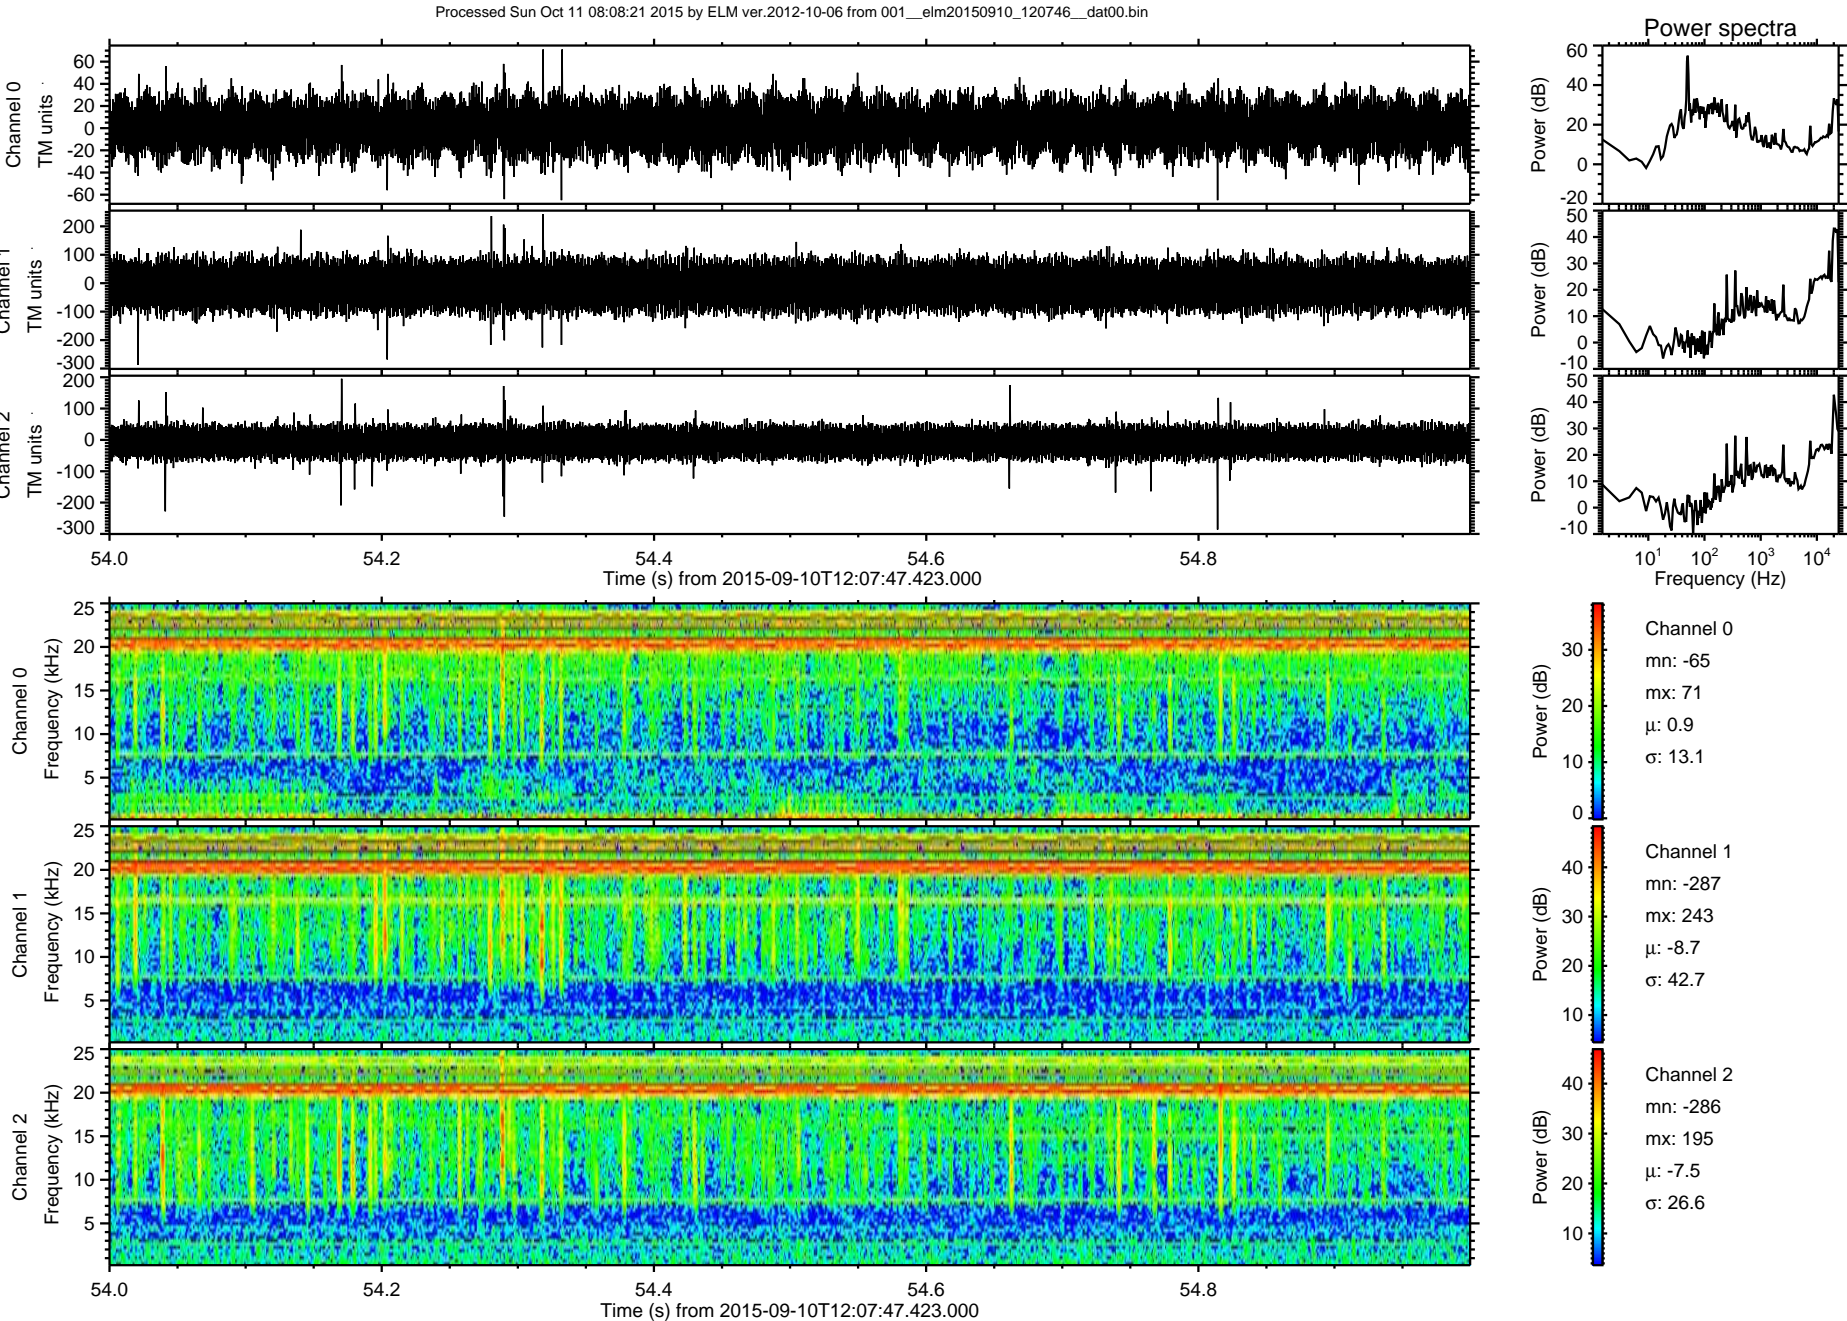 Processed Sun Oct 11 08:08:21 2015 by ELM ver.2012-10-06 from 001__elm20150910_120746__dat00.bin
Power spectra
Channel 0
TM units
60
40
20
0
-20
-40
-60
Power (dB)
60
40
20
0
-20
Channel 1
TM units
200
100
0
-100
-200
-300
Power (dB)
50
40
30
20
10
0
-10
Channel 2
TM units
200
100
0
-100
-200
-300
Power (dB)
50
40
30
20
10
0
-10
54.0 54.2 54.4 54.6 54.8
Time (s) from 2015-09-10T12:07:47.423.000
10^1 10^2 10^3 10^4
Frequency (Hz)
Channel 0
Frequency (kHz)
25
20
15
10
5
Power (dB)
30
20
10
0
Channel 0
mn: -65
mx: 71
μ: 0.9
σ: 13.1
Channel 1
Frequency (kHz)
25
20
15
10
5
Power (dB)
40
30
20
10
Channel 1
mn: -287
mx: 243
μ: -8.7
σ: 42.7
Channel 2
Frequency (kHz)
25
20
15
10
5
Power (dB)
40
30
20
10
Channel 2
mn: -286
mx: 195
μ: -7.5
σ: 26.6
54.0 54.2 54.4 54.6 54.8
Time (s) from 2015-09-10T12:07:47.423.000